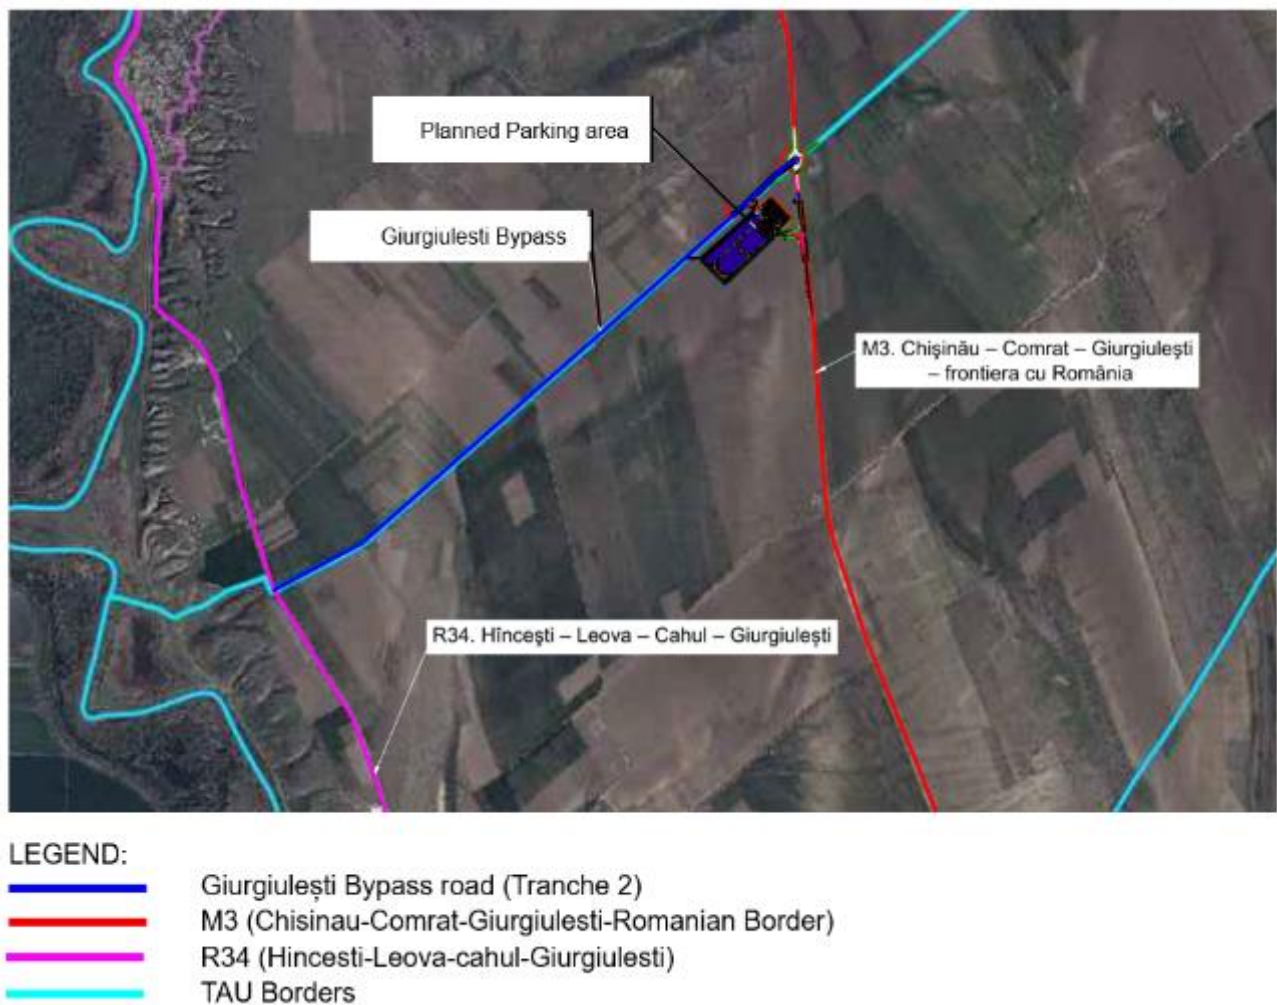 Planned Parking area
Giurgiulesti Bypass
M3. Chişinău – Comrat – Giurgiuleşti
– frontiera cu România
R34. Hînceşti – Leova – Cahul – Giurgiuleşti
LEGEND:
Giurgiulești Bypass road (Tranche 2)
M3 (Chisinau-Comrat-Giurgiulesti-Romanian Border)
R34 (Hincesti-Leova-cahul-Giurgiulesti)
TAU Borders